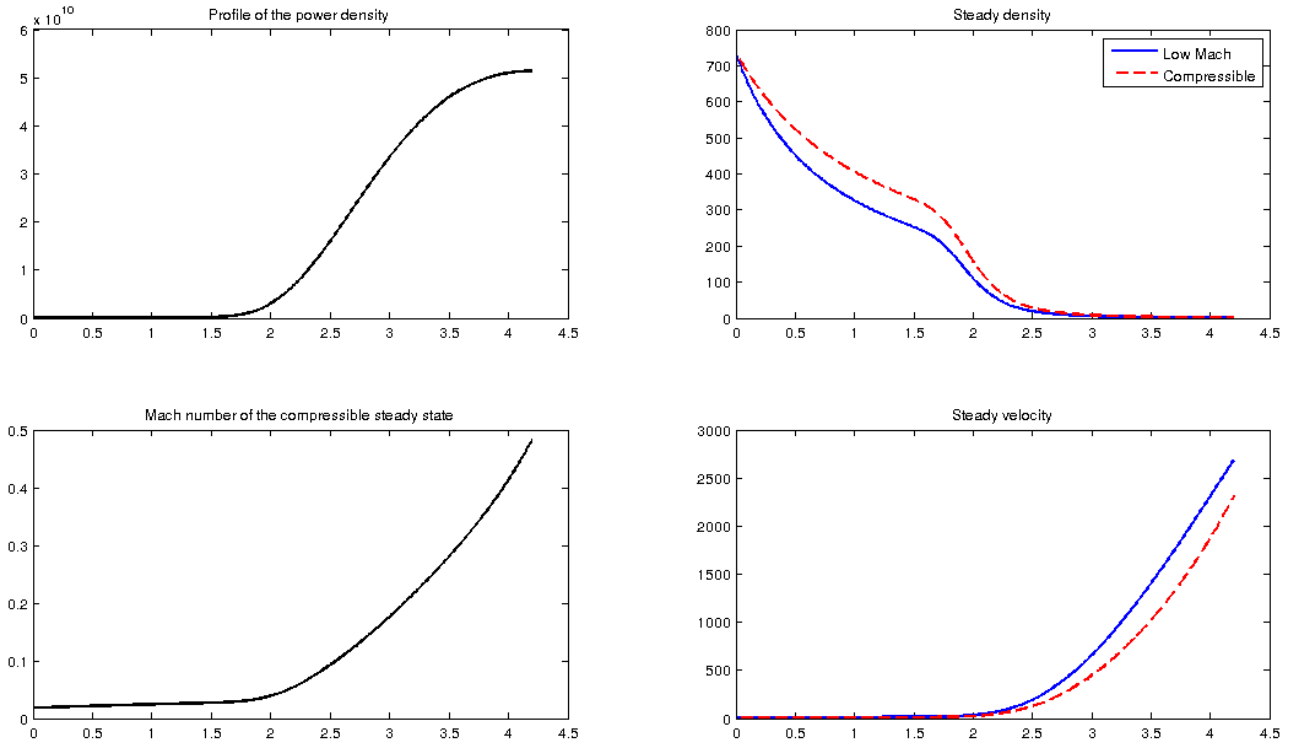 Profile of the power density
x 10^10
6
5
4
3
2
1
0
0 0.5 1 1.5 2 2.5 3 3.5 4 4.5
Steady density
800
700
600
500
400
300
200
100
0
0 0.5 1 1.5 2 2.5 3 3.5 4 4.5
Low Mach
Compressible
Mach number of the compressible steady state
0.5
0.4
0.3
0.2
0.1
0
0 0.5 1 1.5 2 2.5 3 3.5 4 4.5
Steady velocity
3000
2500
2000
1500
1000
500
0
0 0.5 1 1.5 2 2.5 3 3.5 4 4.5